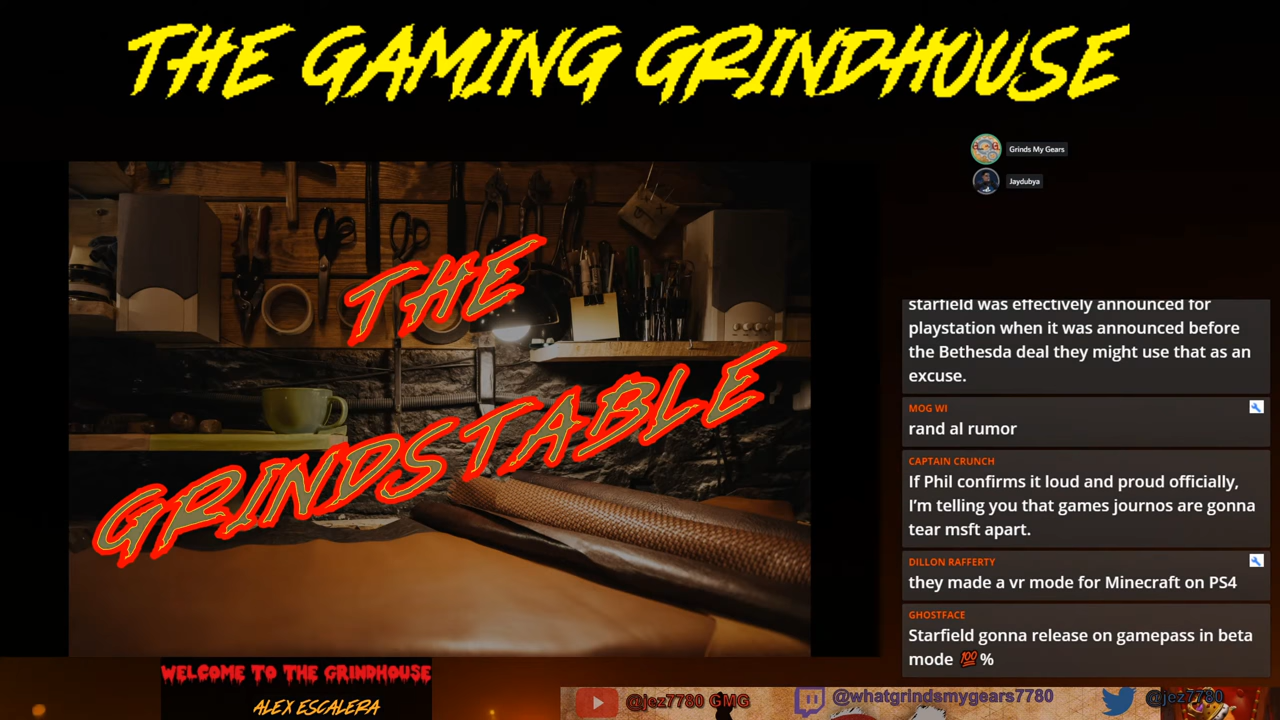 THE GAMING GRINDHOUSE
Grinds My Gears
Jaydubya
THE
GRINDSTABLE
starfield was effectively announced for
playstation when it was announced before
the Bethesda deal they might use that as an
excuse.
MOG WI
rand al rumor
CAPTAIN CRUNCH
If Phil confirms it loud and proud officially,
I'm telling you that games journos are gonna
tear msft apart.
DILLON RAFFERTY
they made a vr mode for Minecraft on PS4
GHOSTFACE
Starfield gonna release on gamepass in beta
mode 💯%
WELCOME TO THE GRINDHOUSE
ALEX ESCALERA
@jez7780 GMG
@whatgrindsmygears7780
@jez7780